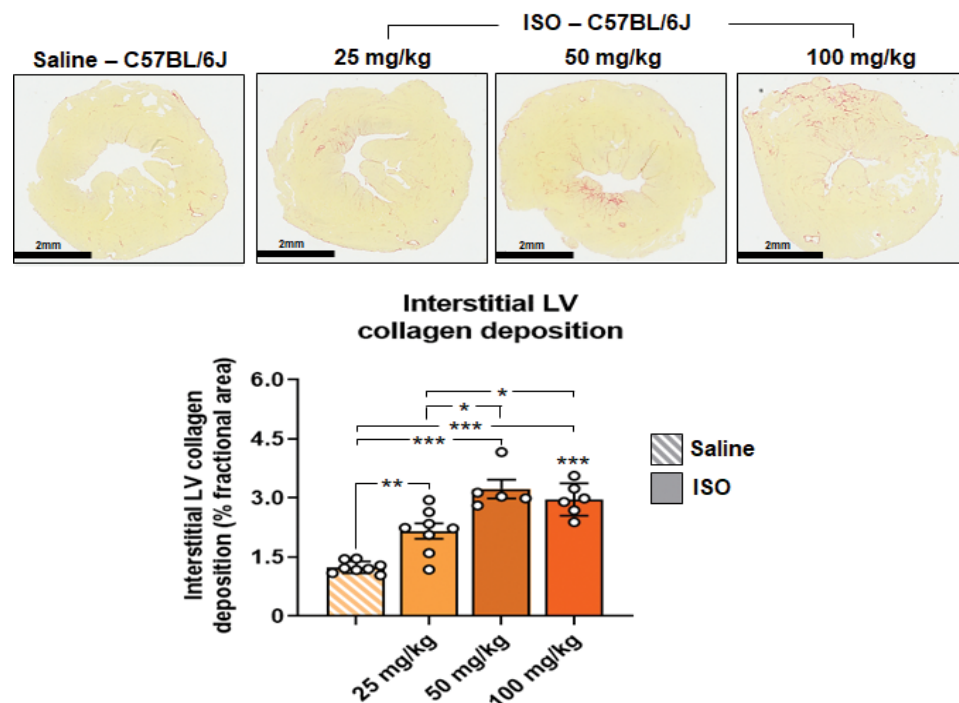 ISO – C57BL/6J
Saline – C57BL/6J
25 mg/kg
50 mg/kg
100 mg/kg
2mm
2mm
2mm
2mm
Interstitial LV
collagen deposition
Interstitial LV collagen
deposition (% fractional area)
6.0
4.5
3.0
1.5
0
*
*
***
***
**
***
Saline
ISO
25 mg/kg
50 mg/kg
100 mg/kg